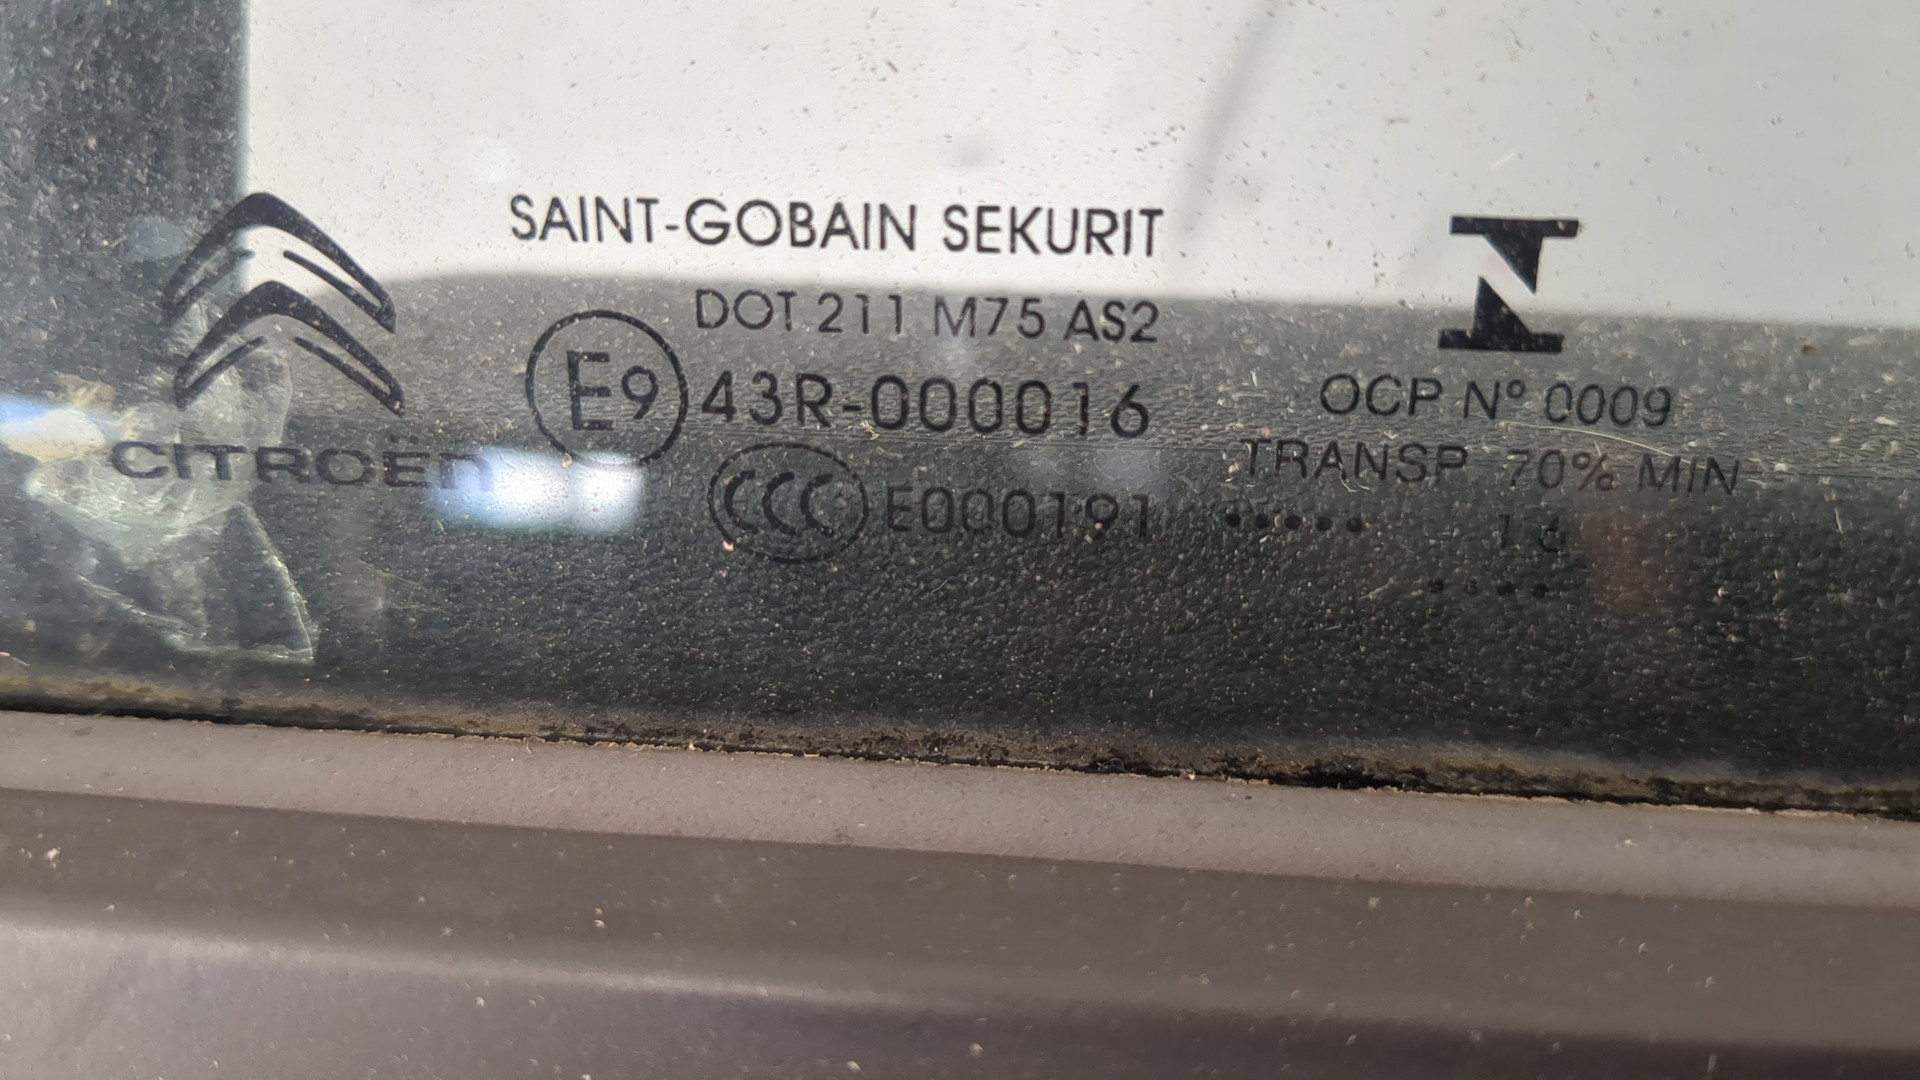 SAINT-GOBAIN SEKURIT
DOT 211 M75 AS2
E9 43R-000016
CCC E000191
CITROËN
OCP Nº 0009
TRANSP 70% MIN
..... 16
....